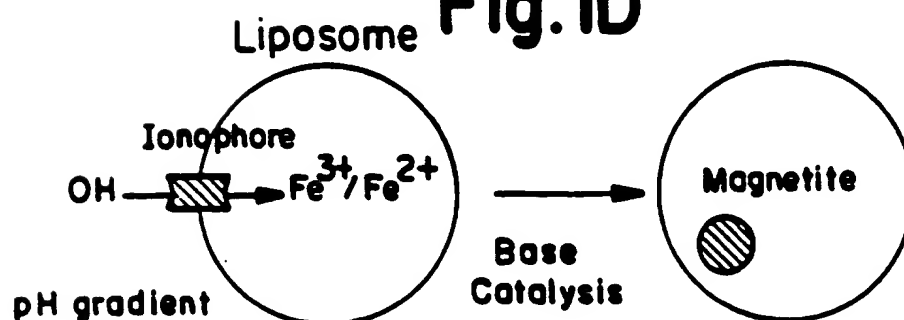 Fig. 1D
Liposome
Ionophore
OH
Fe3+/Fe2+
Magnetite
Base
Catalysis
pH gradient